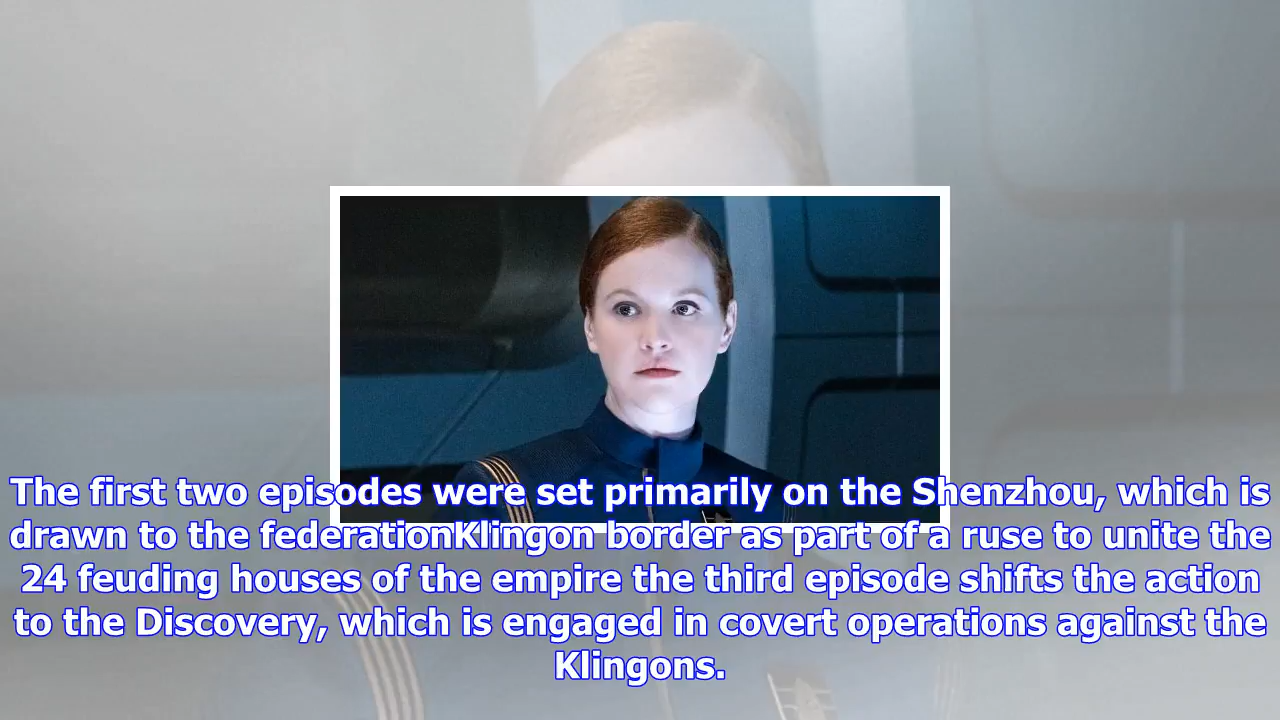 The first two episodes were set primarily on the Shenzhou, which is
drawn to the federationKlingon border as part of a ruse to unite the
24 feuding houses of the empire the third episode shifts the action
to the Discovery, which is engaged in covert operations against the
Klingons.